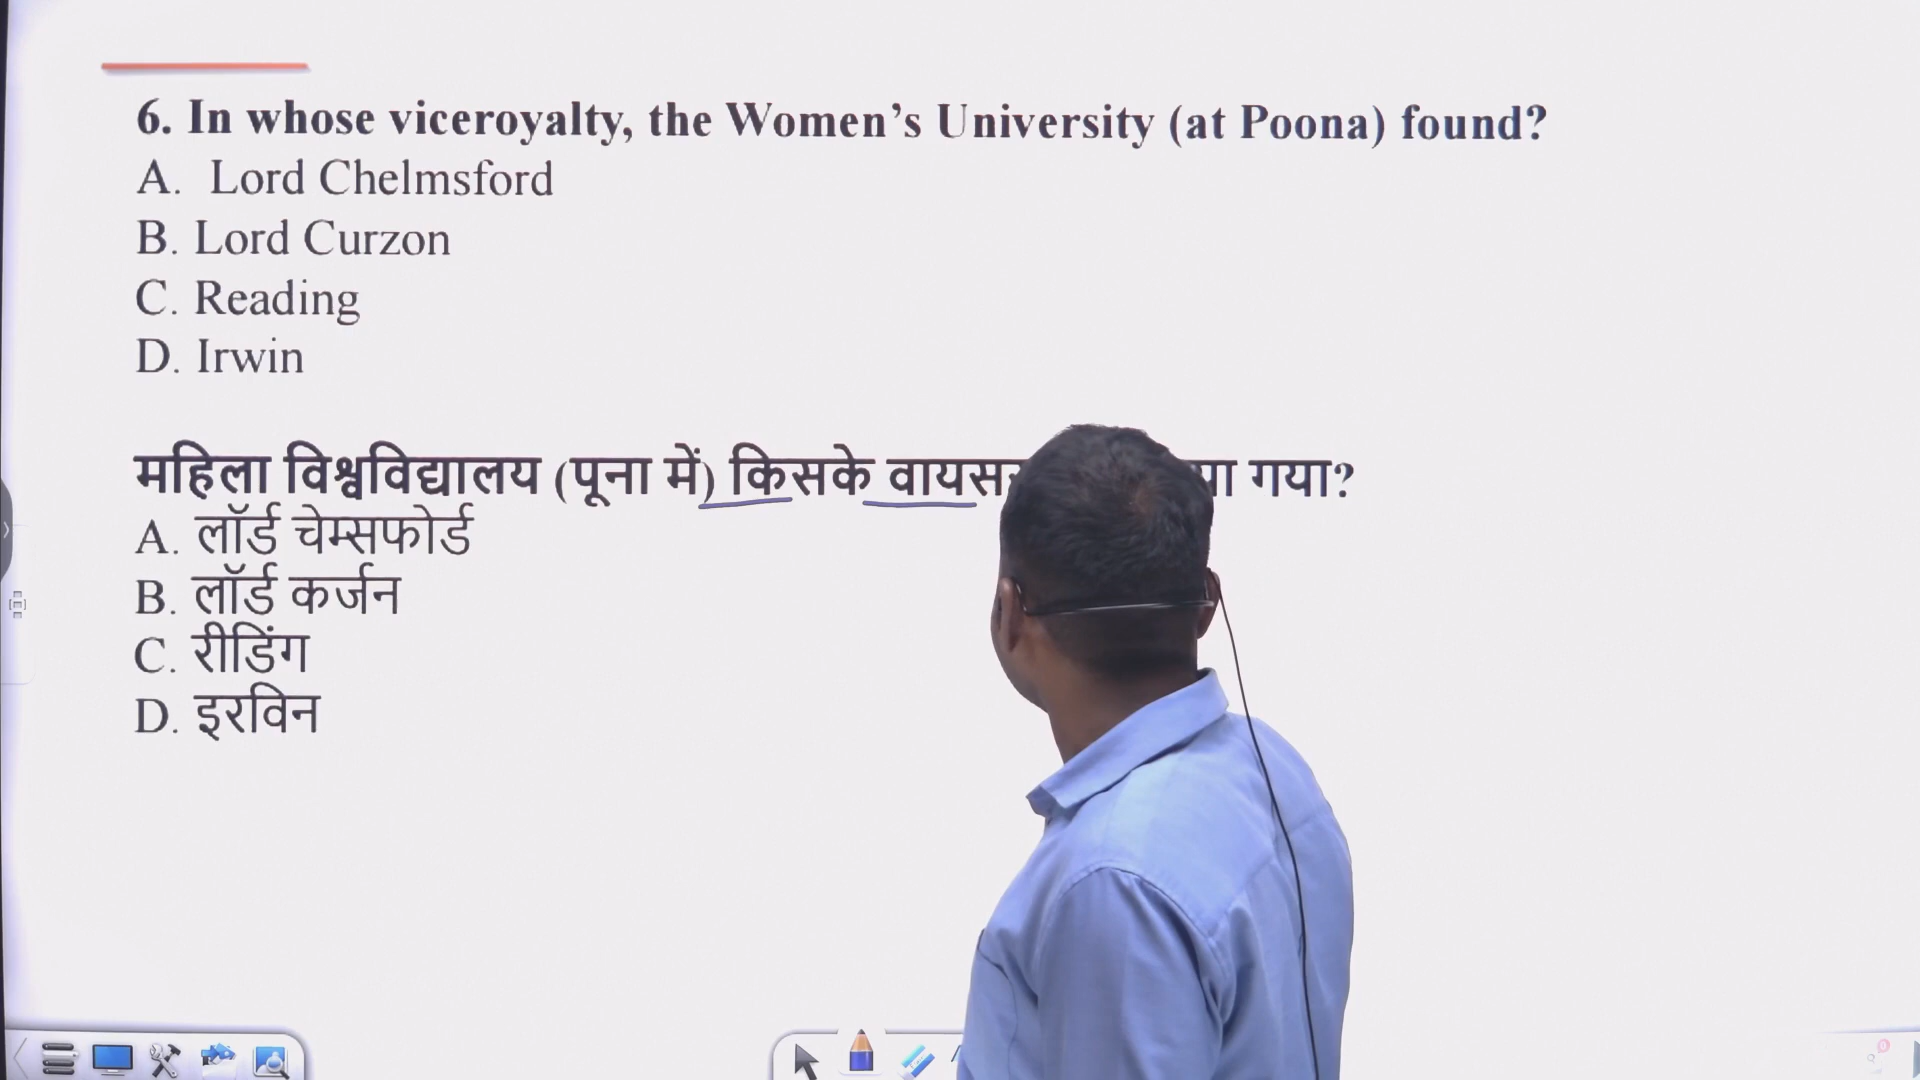 6. In whose viceroyalty, the Women's University (at Poona) found?
A. Lord Chelmsford
B. Lord Curzon
C. Reading
D. Irwin
महिला विश्वविद्यालय (पूना में) किसके गया?
A. लॉर्ड चेम्सफोर्ड
B. लॉर्ड कर्जन
C. रीडिंग
D. इरविन